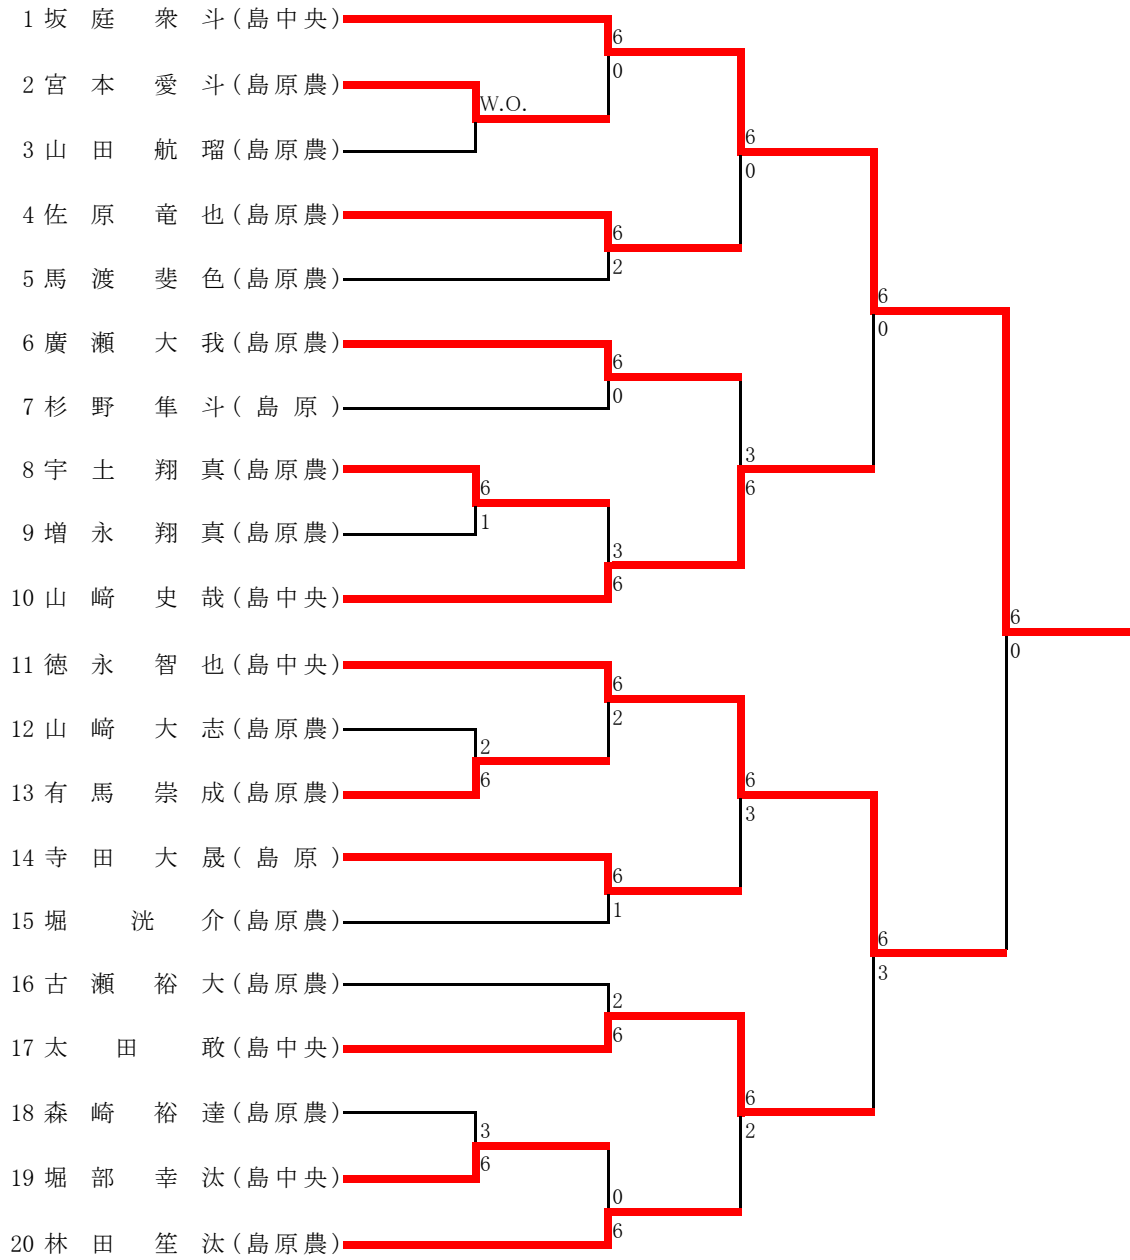 1 坂庭 衆斗(島中央)
6
2 宮本 愛斗(島原農)
0
W.O.
3 山田 航瑠(島原農)
6
0
4 佐原 竜也(島原農)
6
5 馬渡 斐色(島原農)
2
6
0
6 廣瀬 大我(島原農)
6
7 杉野 隼斗(島原)
0
8 宇土 翔真(島原農)
3
6
6
9 増永 翔真(島原農)
1
3
10 山﨑 史哉(島中央)
6
6
0
11 徳永 智也(島中央)
6
12 山﨑 大志(島原農)
2
2
13 有馬 崇成(島原農)
6
6
3
14 寺田 大晟(島原)
6
15 堀 洸介(島原農)
1
6
3
16 古瀬 裕大(島原農)
2
17 太田 敢(島中央)
6
18 森崎 裕達(島原農)
6
2
3
19 堀部 幸汰(島中央)
6
0
20 林田 笙汰(島原農)
6